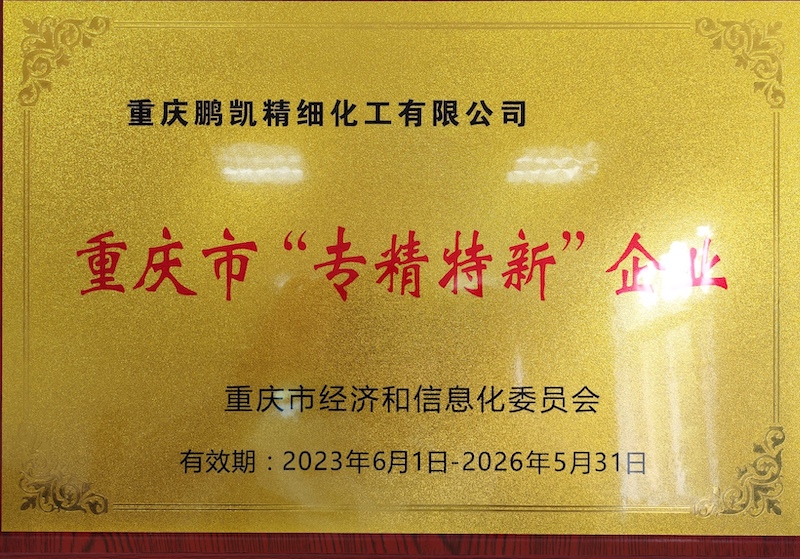 重庆鹏凯精细化工有限公司
重庆市“专精特新”企业
重庆市经济和信息化委员会
有效期：2023年6月1日-2026年5月31日